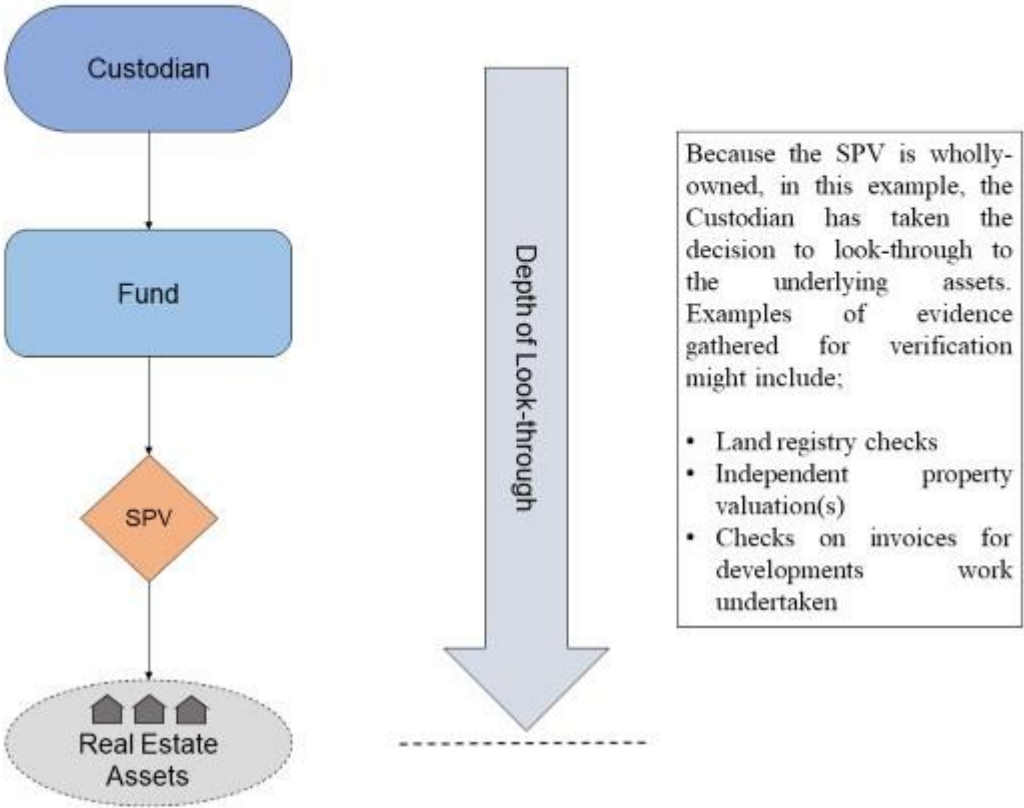 Custodian
Fund
SPV
Real Estate
Assets
Depth of Look-through
Because the SPV is wholly-
owned, in this example, the
Custodian has taken the
decision to look-through to
the underlying assets.
Examples of evidence
gathered for verification
might include;
• Land registry checks
• Independent property
valuation(s)
• Checks on invoices for
developments work
undertaken